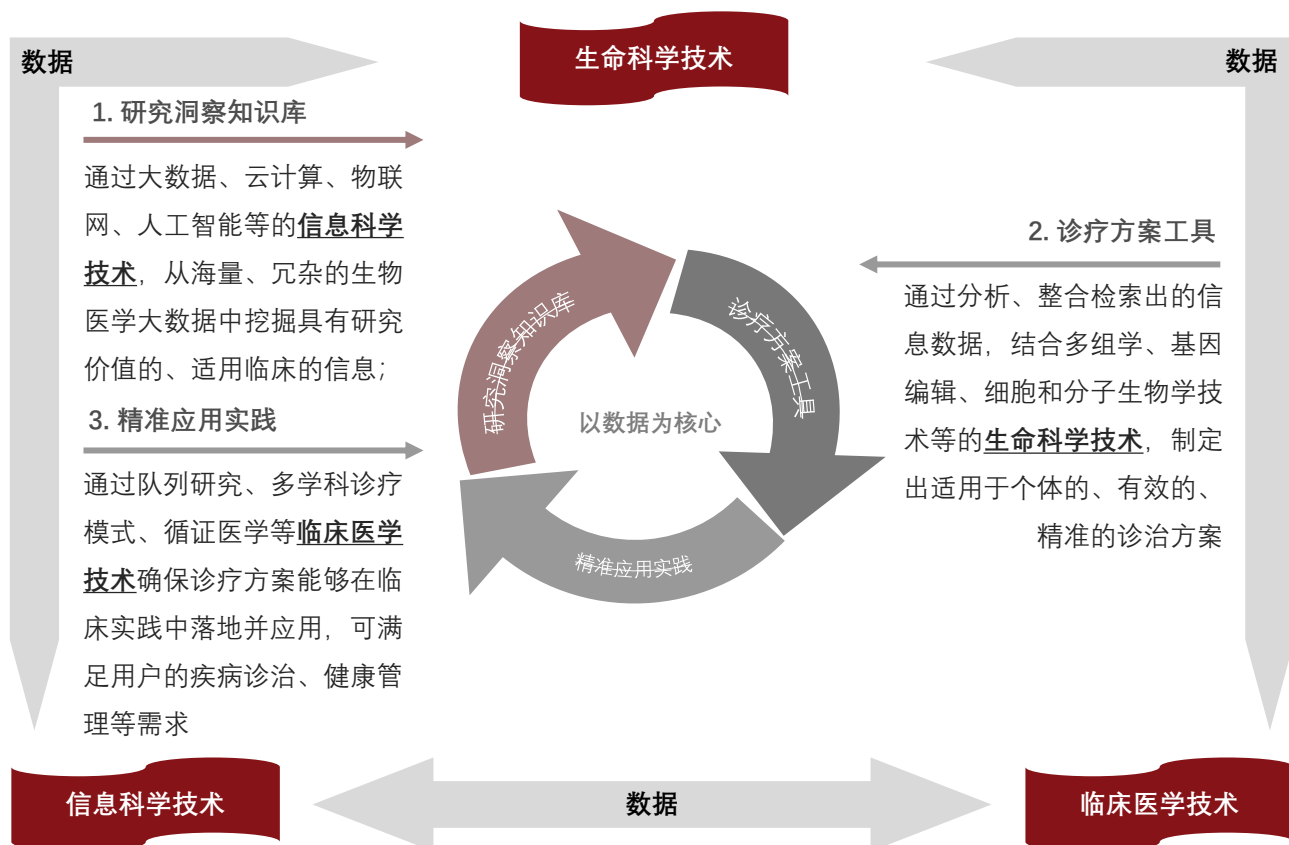 生命科学技术
数据
数据
1. 研究洞察知识库
通过大数据、云计算、物联
网、人工智能等的信息科学
技术，从海量、冗杂的生物
医学大数据中挖掘具有研究
价值的、适用临床的信息；
3. 精准应用实践
通过队列研究、多学科诊疗
模式、循证医学等临床医学
技术确保诊疗方案能够在临
床实践中落地并应用，可满
足用户的疾病诊治、健康管
理等需求
研究洞察知识库
诊疗方案工具
以数据为核心
精准应用实践
2. 诊疗方案工具
通过分析、整合检索出的信
息数据，结合多组学、基因
编辑、细胞和分子生物学技
术等的生命科学技术，制定
出适用于个体的、有效的、
精准的诊治方案
信息科学技术
数据
临床医学技术